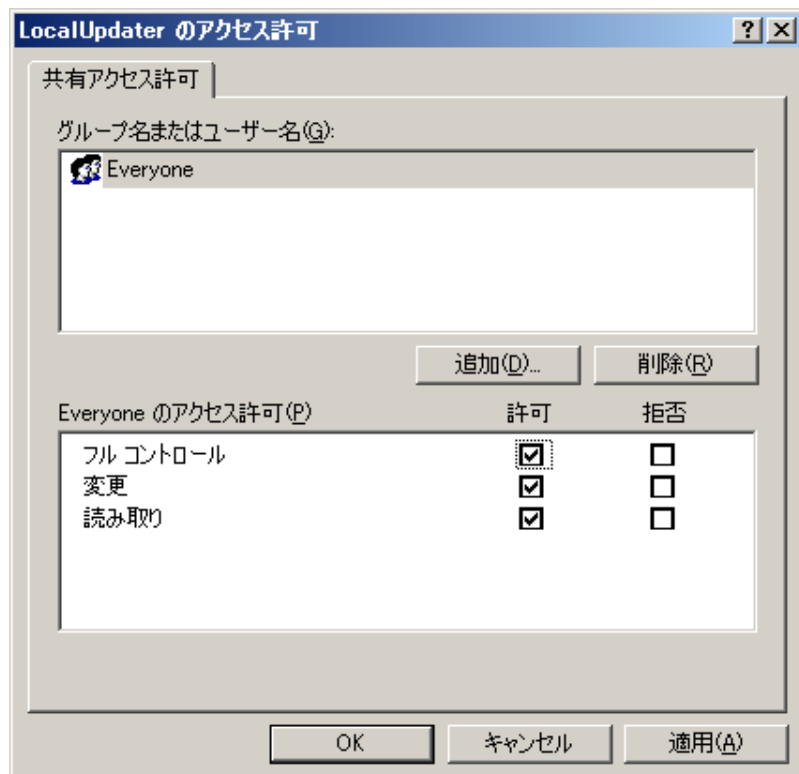 LocalUpdater のアクセス許可
共有アクセス許可
グループ名またはユーザー名(G):
Everyone
追加(D)...
削除(R)
Everyone のアクセス許可(P) 許可 拒否
フル コントロール
変更
読み取り
OK キャンセル 適用(A)